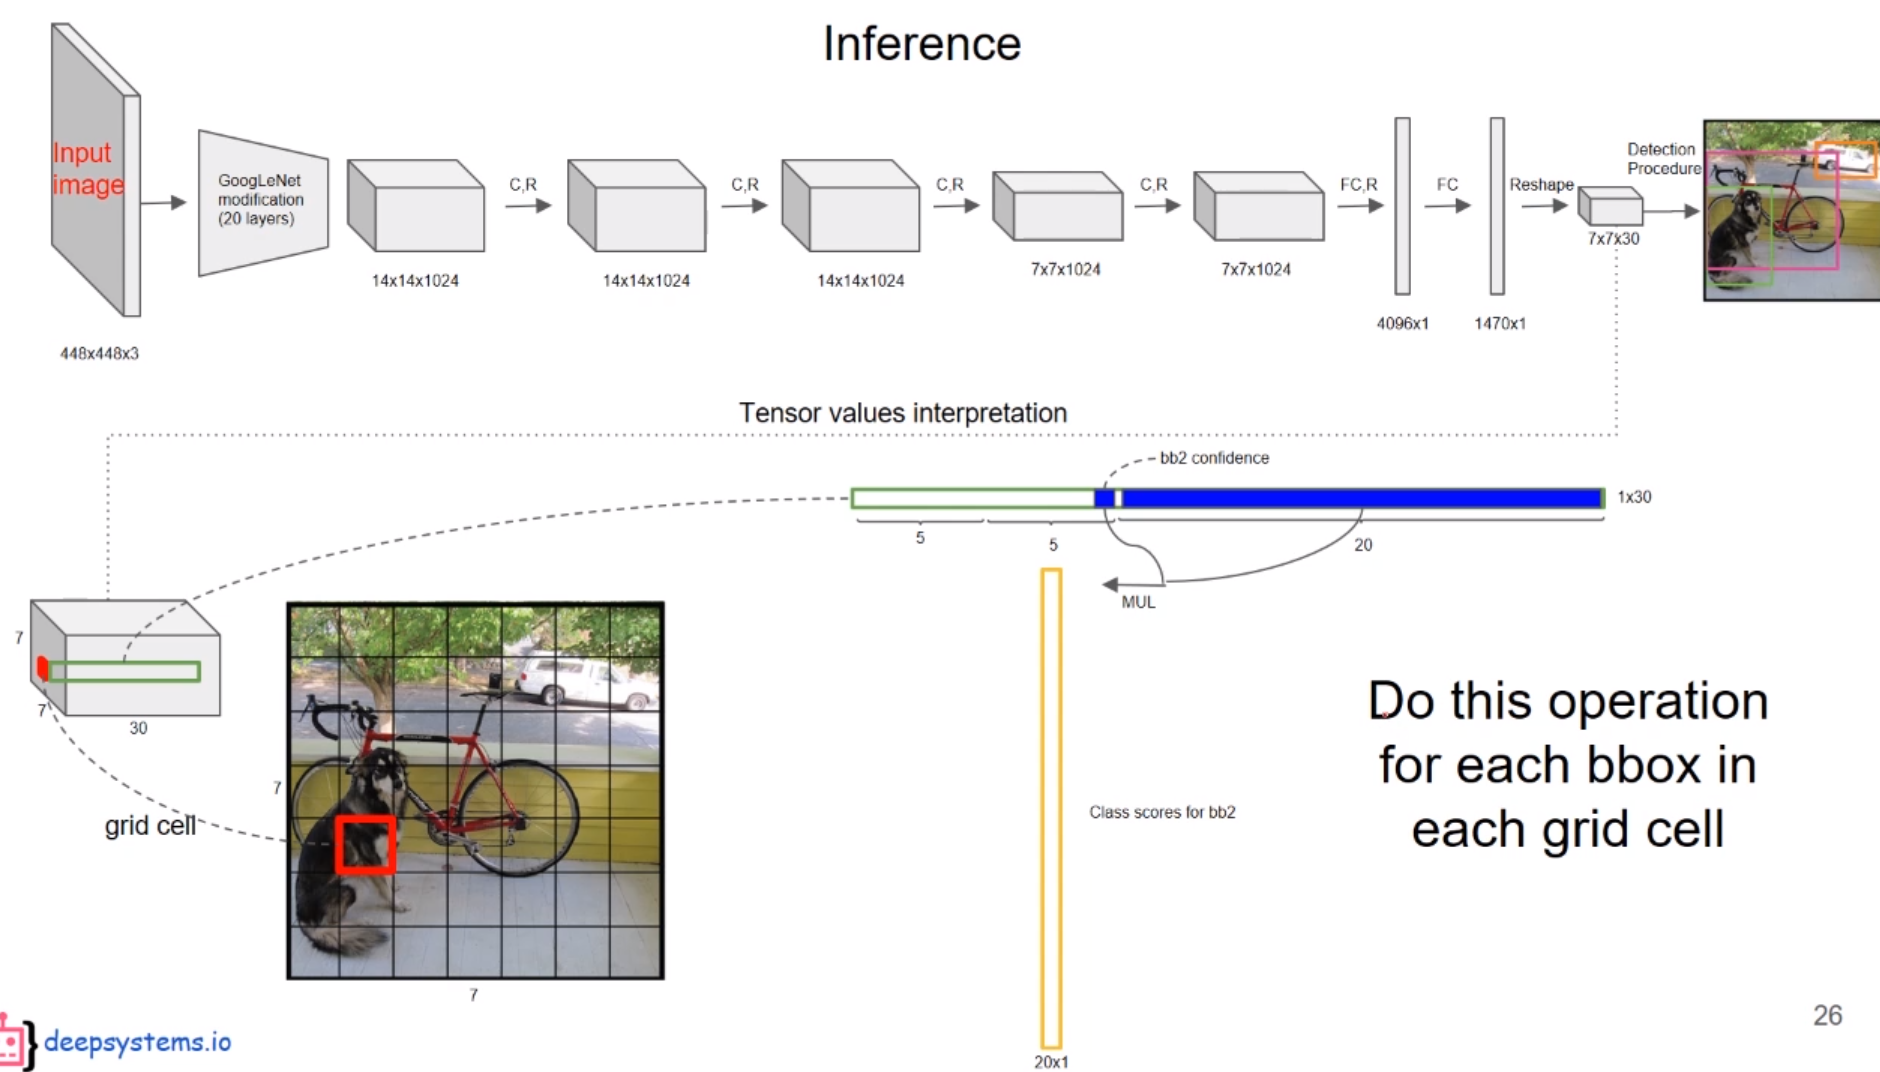 Inference
Input
image
GoogLeNet
modification
(20 layers)
C,R
C,R
C,R
C,R
FC,R
FC
Reshape
Detection
Procedure
448x448x3
14x14x1024
14x14x1024
14x14x1024
7x7x1024
7x7x1024
4096x1
1470x1
7x7x30
Tensor values interpretation
bb2 confidence
1x30
5
5
20
MUL
7
7
30
grid cell
7
7
Class scores for bb2
20x1
Do this operation
for each bbox in
each grid cell
deepsystems.io
26